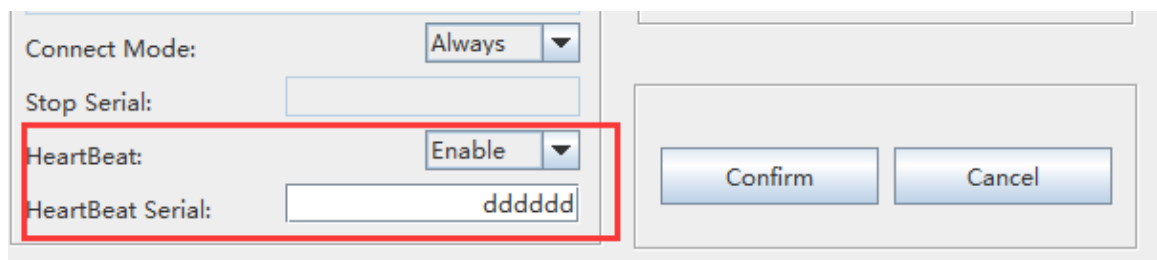 Connect Mode: Always
Stop Serial:
HeartBeat: Enable
HeartBeat Serial: dddddd
Confirm Cancel